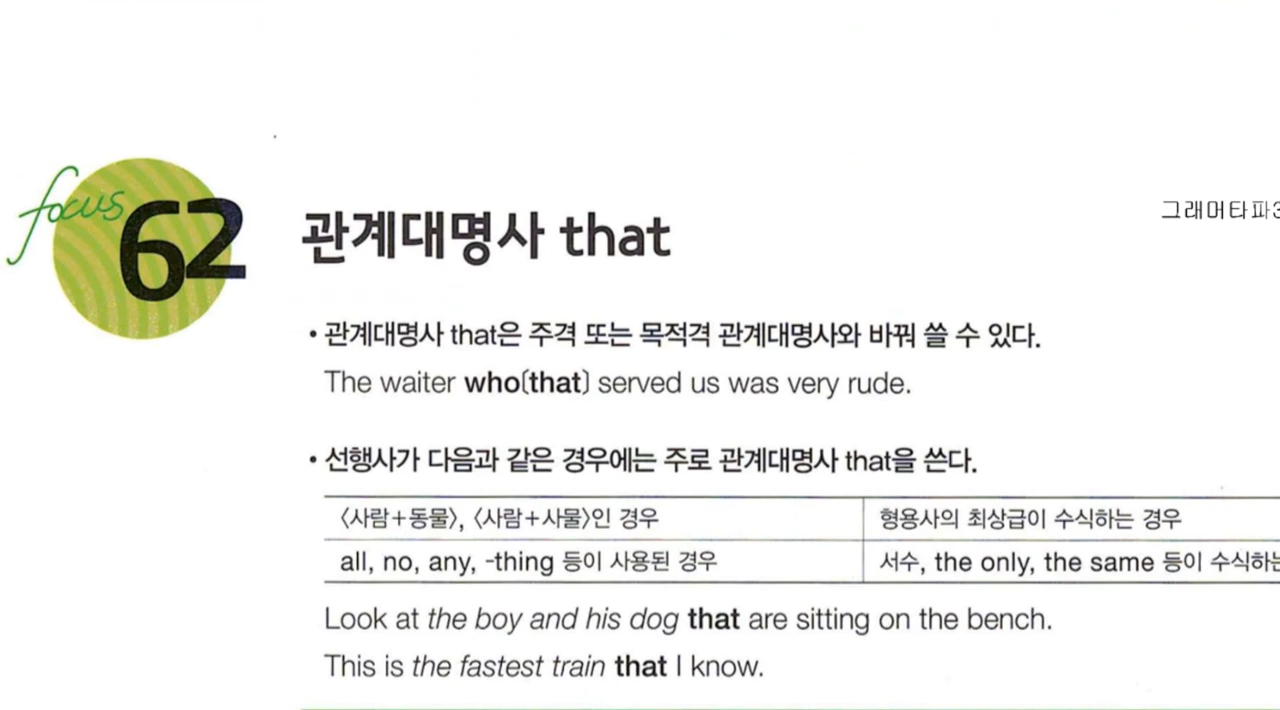 focus
62
관계대명사 that
그래머타파3
• 관계대명사 that은 주격 또는 목적격 관계대명사와 바꿔 쓸 수 있다.
The waiter who(that) served us was very rude.
• 선행사가 다음과 같은 경우에는 주로 관계대명사 that을 쓴다.
〈사람+동물〉, 〈사람+사물〉인 경우
형용사의 최상급이 수식하는 경우
all, no, any, -thing 등이 사용된 경우
서수, the only, the same 등이 수식하는
Look at the boy and his dog that are sitting on the bench.
This is the fastest train that I know.